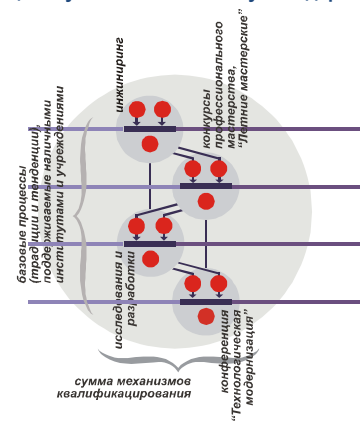 инжиниринг
конкурсы
профессионального
мастерства,
“Летние мастерские”
базовые процессы
(традиции и тенденции),
поддерживаемые наличными
институтами и учреждениями
исследования и
разработки
конференция
“Технологическая
модернизация”
сумма механизмов
квалификацирования